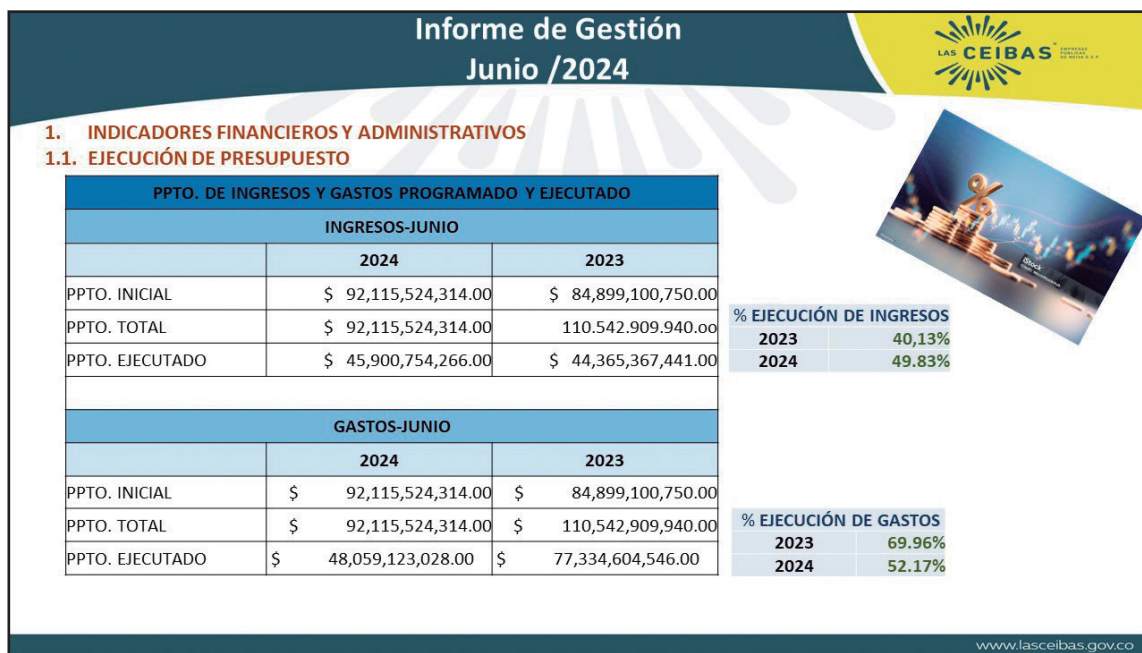 Informe de Gestión
Junio /2024
LAS CEIBAS EMPRESAS PÚBLICAS DE NEIVA E.S.P
1. INDICADORES FINANCIEROS Y ADMINISTRATIVOS
1.1. EJECUCIÓN DE PRESUPUESTO
PPTO. DE INGRESOS Y GASTOS PROGRAMADO Y EJECUTADO
INGRESOS-JUNIO
2024 2023
PPTO. INICIAL $ 92,115,524,314.00 $ 84,899,100,750.00
PPTO. TOTAL $ 92,115,524,314.00 110.542.909.940.oo
PPTO. EJECUTADO $ 45,900,754,266.00 $ 44,365,367,441.00
% EJECUCIÓN DE INGRESOS
2023 40,13%
2024 49.83%
iStock
GASTOS-JUNIO
2024 2023
PPTO. INICIAL $ 92,115,524,314.00 $ 84,899,100,750.00
PPTO. TOTAL $ 92,115,524,314.00 $ 110,542,909,940.00
PPTO. EJECUTADO $ 48,059,123,028.00 $ 77,334,604,546.00
% EJECUCIÓN DE GASTOS
2023 69.96%
2024 52.17%
www.lasceibas.gov.co